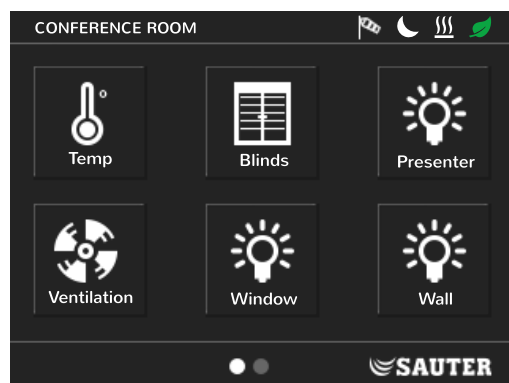 CONFERENCE ROOM
Temp
Blinds
Presenter
Ventilation
Window
Wall
SAUTER